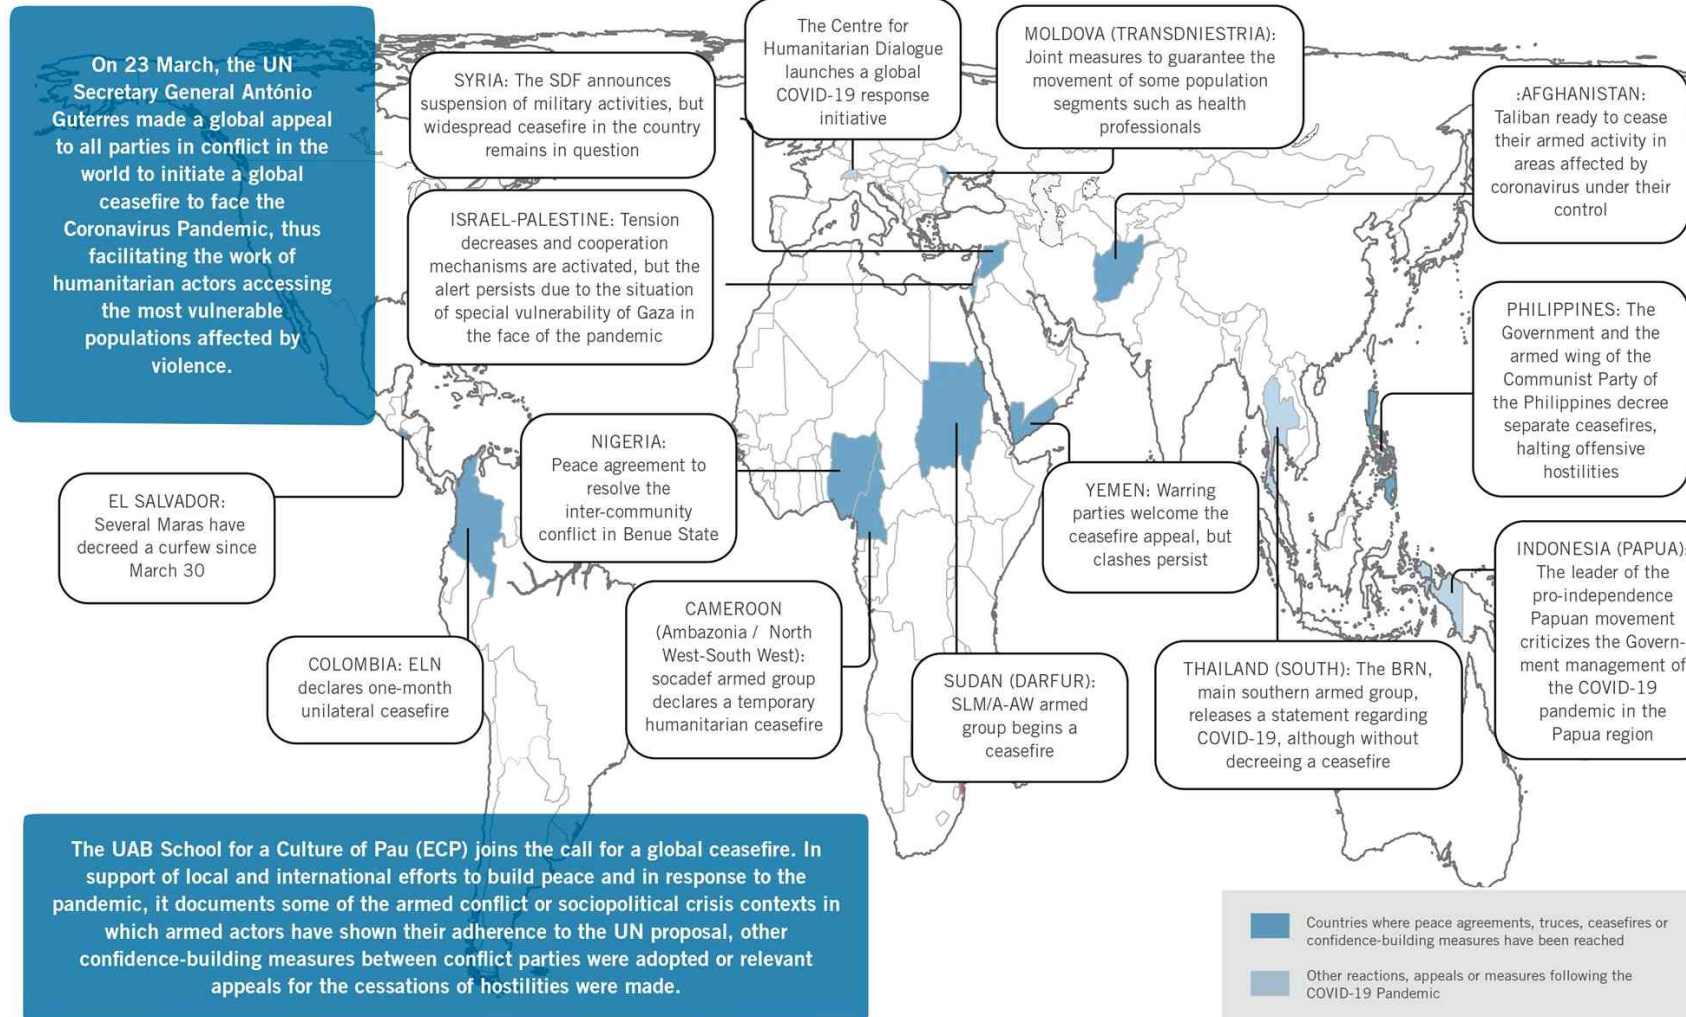 On 23 March, the UN
Secretary General António
Guterres made a global appeal
to all parties in conflict in the
world to initiate a global
ceasefire to face the
Coronavirus Pandemic, thus
facilitating the work of
humanitarian actors accessing
the most vulnerable
populations affected by
violence.
SYRIA: The SDF announces
suspension of military activities, but
widespread ceasefire in the country
remains in question
The Centre for
Humanitarian Dialogue
launches a global
COVID-19 response
initiative
MOLDOVA (TRANSDNIESTRIA):
Joint measures to guarantee the
movement of some population
segments such as health
professionals
:AFGHANISTAN:
Taliban ready to cease
their armed activity in
areas affected by
coronavirus under their
control
ISRAEL-PALESTINE: Tension
decreases and cooperation
mechanisms are activated, but the
alert persists due to the situation
of special vulnerability of Gaza in
the face of the pandemic
PHILIPPINES: The
Government and the
armed wing of the
Communist Party of
the Philippines decree
separate ceasefires,
halting offensive
hostilities
NIGERIA:
Peace agreement to
resolve the
inter-community
conflict in Benue State
EL SALVADOR:
Several Maras have
decreed a curfew since
March 30
YEMEN: Warring
parties welcome the
ceasefire appeal, but
clashes persist
INDONESIA (PAPUA):
The leader of the
pro-independence
Papuan movement
criticizes the Govern-
ment management of
the COVID-19
pandemic in the
Papua region
CAMEROON
(Ambazonia / North
West-South West):
socadef armed group
declares a temporary
humanitarian ceasefire
COLOMBIA: ELN
declares one-month
unilateral ceasefire
SUDAN (DARFUR):
SLM/A-AW armed
group begins a
ceasefire
THAILAND (SOUTH): The BRN,
main southern armed group,
releases a statement regarding
COVID-19, although without
decreeing a ceasefire
The UAB School for a Culture of Pau (ECP) joins the call for a global ceasefire. In
support of local and international efforts to build peace and in response to the
pandemic, it documents some of the armed conflict or sociopolitical crisis contexts in
which armed actors have shown their adherence to the UN proposal, other
confidence-building measures between conflict parties were adopted or relevant
appeals for the cessations of hostilities were made.
Countries where peace agreements, truces, ceasefires or
confidence-building measures have been reached
Other reactions, appeals or measures following the
COVID-19 Pandemic